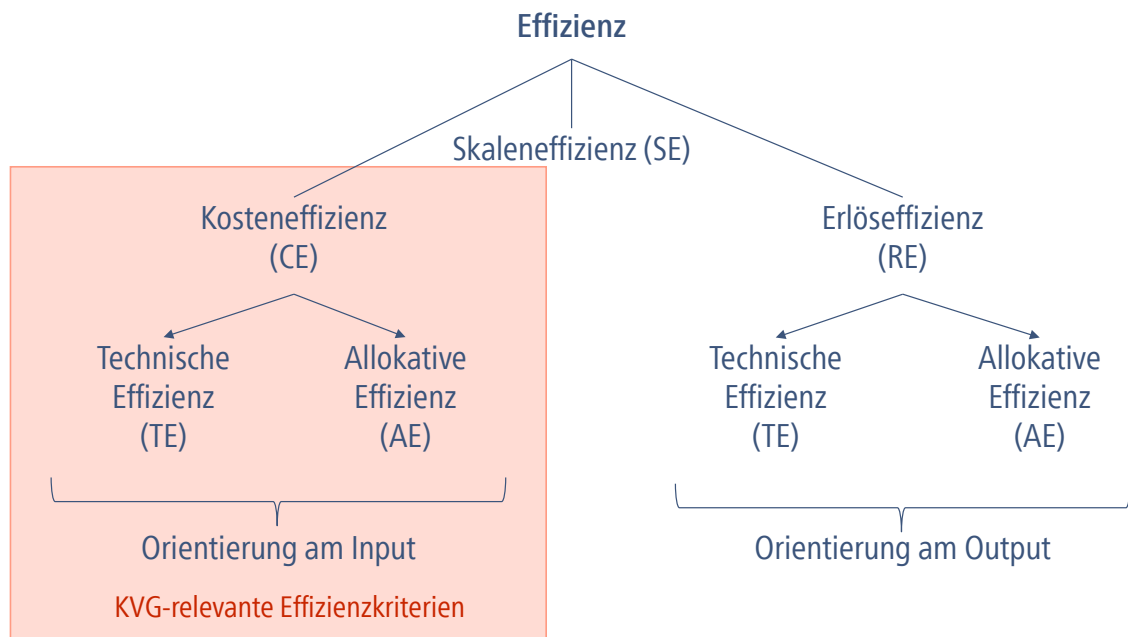 Effizienz
Skaleneffizienz (SE)
Kosteneffizienz
(CE)
Erlöseffizienz
(RE)
Technische
Effizienz
(TE)
Allokative
Effizienz
(AE)
Technische
Effizienz
(TE)
Allokative
Effizienz
(AE)
Orientierung am Input
Orientierung am Output
KVG-relevante Effizienzkriterien